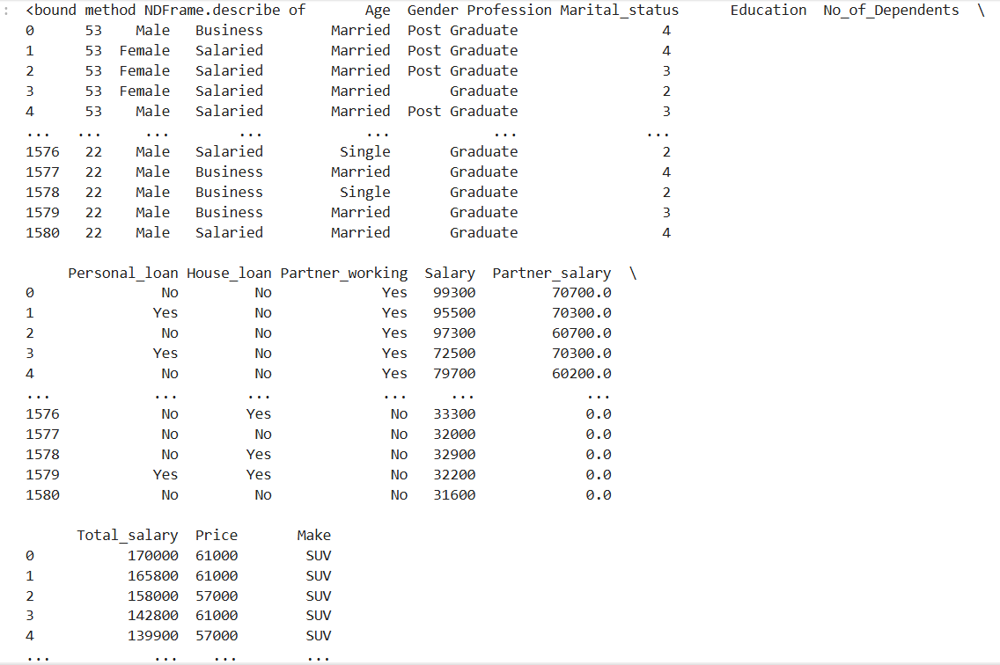 : <bound method NDFrame.describe of       Age  Gender Profession Marital_status      Education  No_of_Dependents  \
0      53    Male   Business        Married  Post Graduate                 4
1      53  Female   Salaried        Married  Post Graduate                 4
2      53  Female   Salaried        Married  Post Graduate                 3
3      53  Female   Salaried        Married       Graduate                 2
4      53    Male   Salaried        Married  Post Graduate                 3
...   ...     ...        ...            ...            ...               ...
1576   22    Male   Salaried         Single       Graduate                 2
1577   22    Male   Business        Married       Graduate                 4
1578   22    Male   Business         Single       Graduate                 2
1579   22    Male   Business        Married       Graduate                 3
1580   22    Male   Salaried        Married       Graduate                 4
     Personal_loan House_loan Partner_working  Salary  Partner_salary  \
0               No         No             Yes   99300         70700.0
1              Yes         No             Yes   95500         70300.0
2               No         No             Yes   97300         60700.0
3              Yes         No             Yes   72500         70300.0
4               No         No             Yes   79700         60200.0
...            ...        ...             ...     ...             ...
1576            No        Yes              No   33300             0.0
1577            No         No              No   32000             0.0
1578            No        Yes              No   32900             0.0
1579           Yes        Yes              No   32200             0.0
1580            No         No              No   31600             0.0
      Total_salary  Price       Make
0           170000  61000        SUV
1           165800  61000        SUV
2           158000  57000        SUV
3           142800  61000        SUV
4           139900  57000        SUV
...            ...    ...        ...